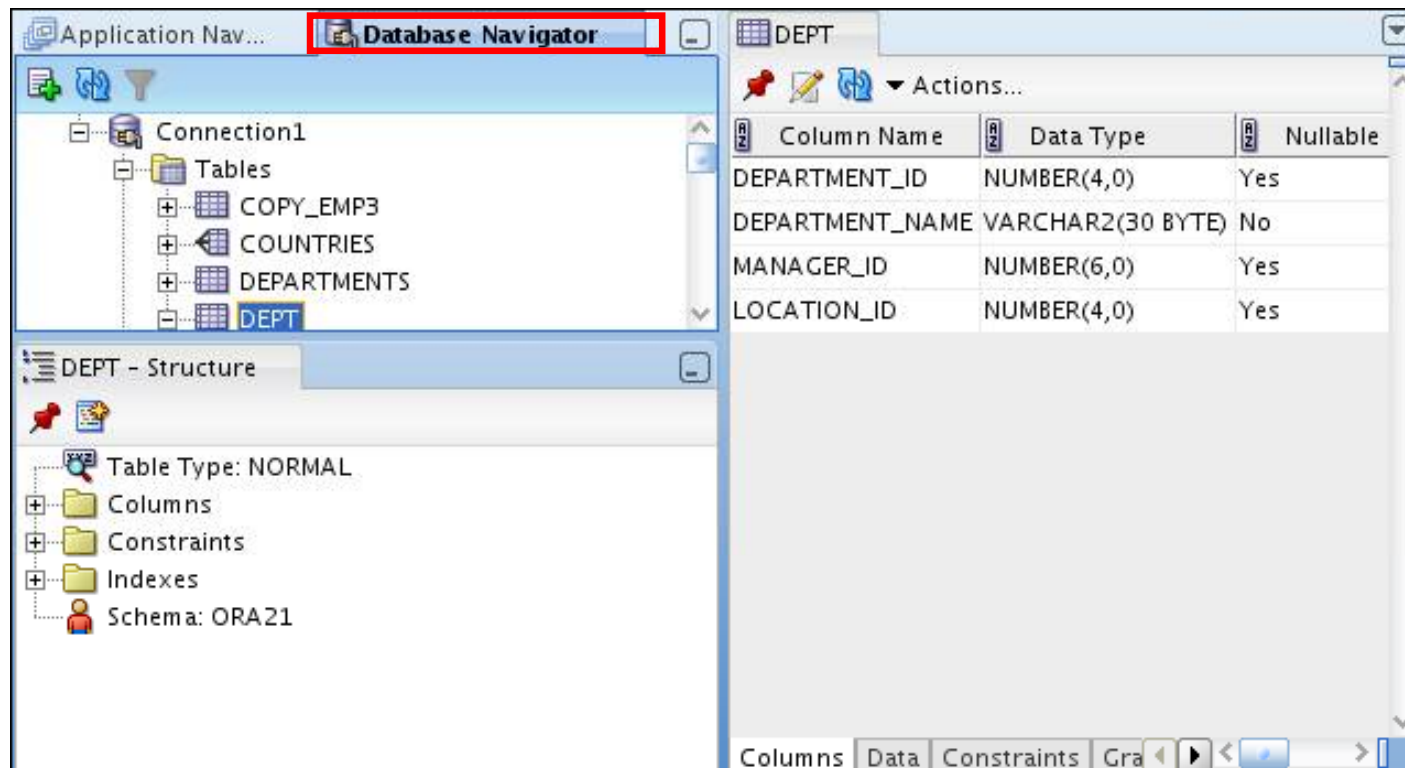 Application Nav...
Database Navigator
Connection1
Tables
COPY_EMP3
COUNTRIES
DEPARTMENTS
DEPT
DEPT - Structure
Table Type: NORMAL
Columns
Constraints
Indexes
Schema: ORA21
DEPT
Actions...
Column Name Data Type Nullable
DEPARTMENT_ID NUMBER(4,0) Yes
DEPARTMENT_NAME VARCHAR2(30 BYTE) No
MANAGER_ID NUMBER(6,0) Yes
LOCATION_ID NUMBER(4,0) Yes
Columns Data Constraints Gra